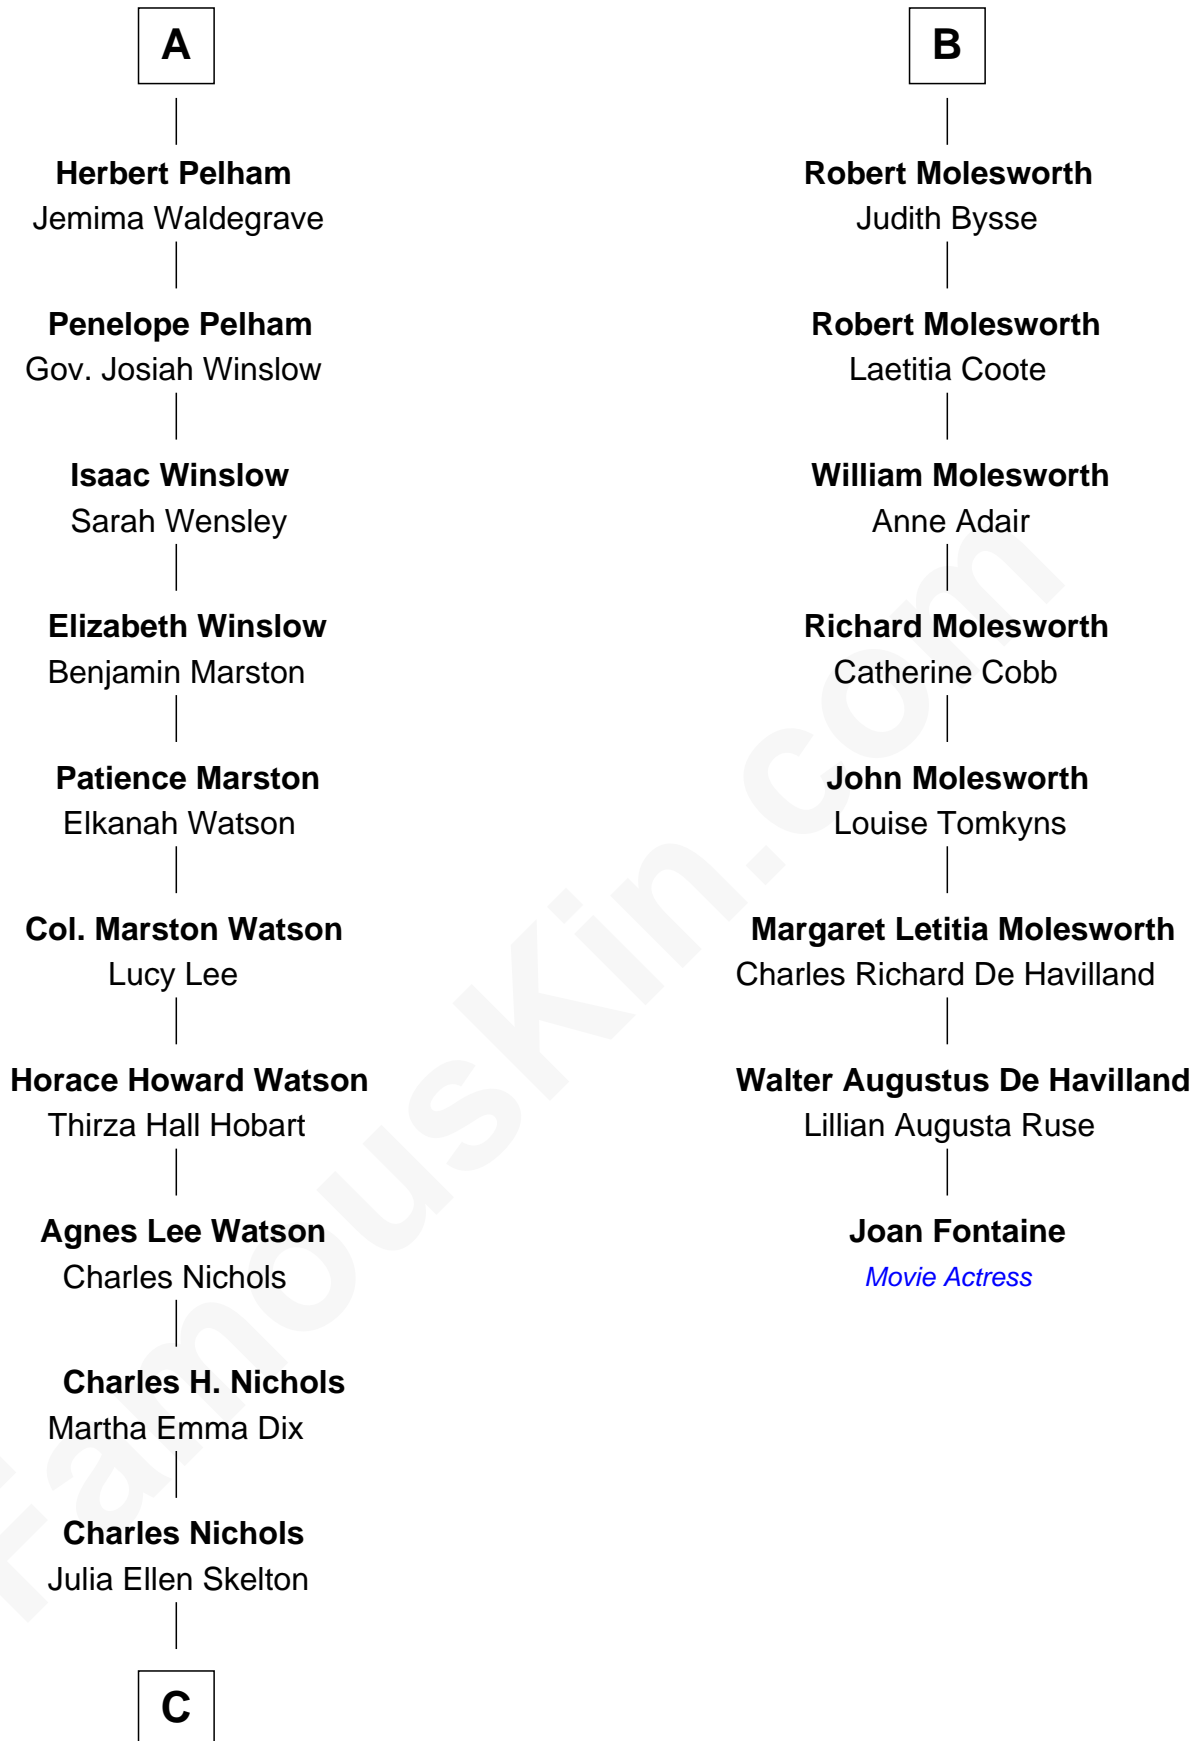 A
Herbert Pelham
Jemima Waldegrave
Penelope Pelham
Gov. Josiah Winslow
Isaac Winslow
Sarah Wensley
Elizabeth Winslow
Benjamin Marston
Patience Marston
Elkanah Watson
Col. Marston Watson
Lucy Lee
Horace Howard Watson
Thirza Hall Hobart
Agnes Lee Watson
Charles Nichols
Charles H. Nichols
Martha Emma Dix
Charles Nichols
Julia Ellen Skelton
C
B
Robert Molesworth
Judith Bysse
Robert Molesworth
Laetitia Coote
William Molesworth
Anne Adair
Richard Molesworth
Catherine Cobb
John Molesworth
Louise Tomkyns
Margaret Letitia Molesworth
Charles Richard De Havilland
Walter Augustus De Havilland
Lillian Augusta Ruse
Joan Fontaine
Movie Actress
FamousKin.com